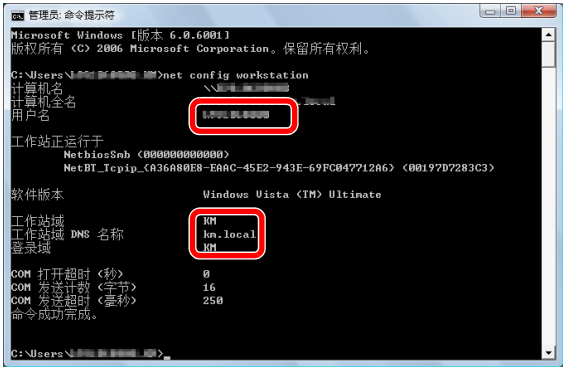 管理员: 命令提示符
Microsoft Windows [版本 6.0.6001]
版权所有 (C) 2006 Microsoft Corporation。保留所有权利。
C:\Users\ >net config workstation
计算机名 \\
计算机全名 .local
用户名
工作站正运行于
NetbiosSmb (000000000000)
NetBT_Tcpip_{A36A80E8-EAAC-45E2-943E-69FC047712A6} (00197D7283C3)
软件版本 Windows Vista (TM) Ultimate
工作站域 KM
工作站域 DNS 名称 km.local
登录域 KM
COM 打开超时 (秒) 0
COM 发送计数 (字节) 16
COM 发送超时 (毫秒) 250
命令成功完成。
C:\Users\ >_